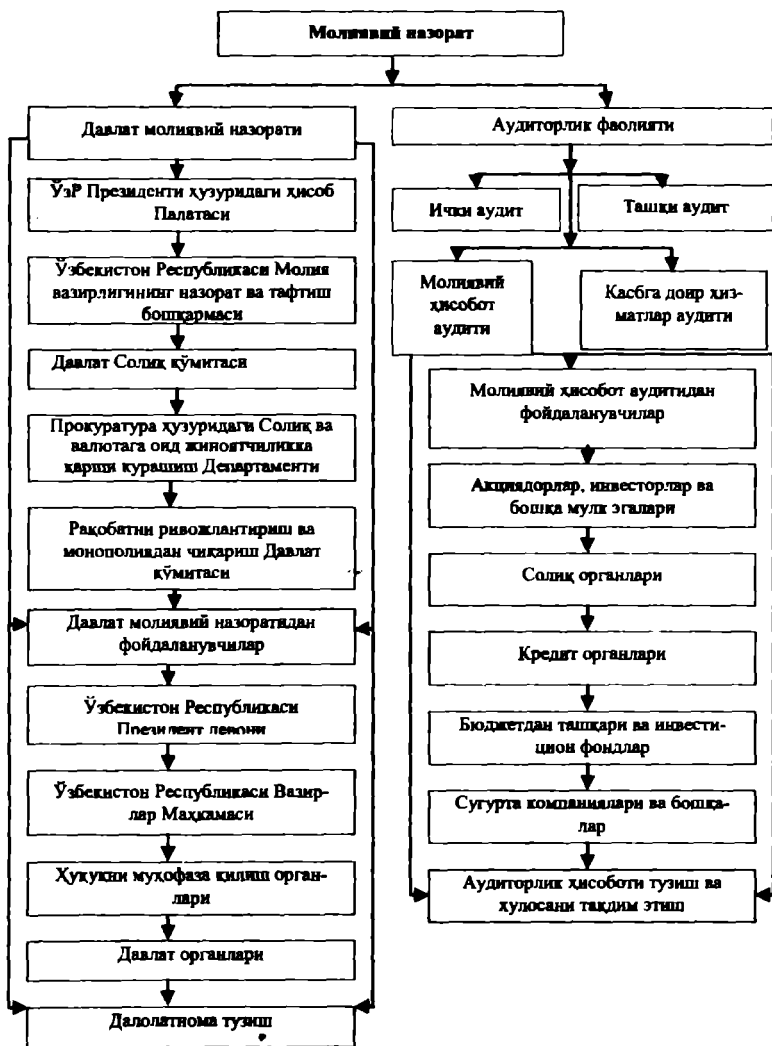 Молиявий назорат
Давлат молиявий назорати
ЎзР Президенти ҳузуридаги ҳисоб
Палатаси
Ўзбекистон Республикаси Молия
вазирлигининг назорат ва тафтиш
бошқармаси
Давлат Солиқ қўмитаси
Прокуратура ҳузуридаги Солиқ ва
валютага оид жиноятчиликка
қарши курашиш Департаменти
Рақобатни ривожлантириш ва
монополиядан чиқариш Давлат
қўмитаси
Давлат молиявий назоратидан
фойдаланувчилар
Ўзбекистон Республикаси
Президент девони
Ўзбекистон Республикаси Вазир-
лар Маҳкамаси
Ҳуқуқни муҳофаза қилиш орган-
лари
Давлат органлари
Далолатнома тузиш
Аудиторлик фаолияти
Ички аудит
Ташқи аудит
Молиявий
ҳисобот
аудити
Касбга доир хиз-
матлар аудити
Молиявий ҳисобот аудитидан
фойдаланувчилар
Акциядорлар, инвесторлар ва
бошқа мулк эгалари
Солиқ органлари
Кредит органлари
Бюджетдан ташқари ва инвести-
цион фондлар
Суғурта компаниялари ва бошқа-
лар
Аудиторлик ҳисоботи тузиш ва
хулосани тақдим этиш